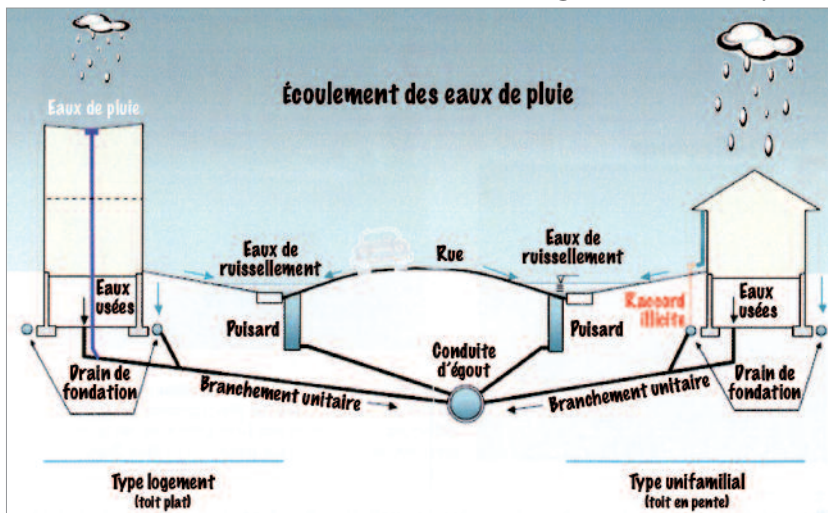 Écoulement des eaux de pluie
Eaux de pluie
Eaux de
ruissellement
Rue
Eaux de
ruissellement
Eaux
usées
Puisard
Puisard
Raccord
illicite
Eaux
usées
Conduite
d'égout
Drain de
fondation
Branchement unitaire
Branchement unitaire
Drain de
fondation
Type logement
(toit plat)
Type unifamilial
(toit en pente)